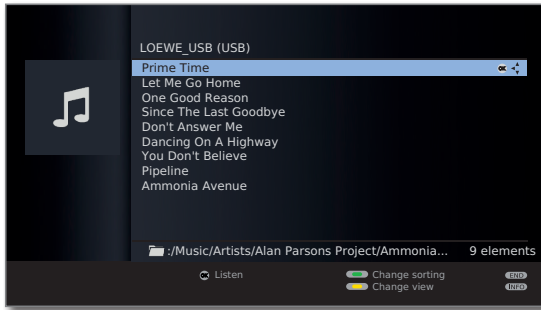 LOEWE_USB (USB)
Prime Time OK
Let Me Go Home
One Good Reason
Since The Last Goodbye
Don't Answer Me
Dancing On A Highway
You Don't Believe
Pipeline
Ammonia Avenue
:/Music/Artists/Alan Parsons Project/Ammonia... 9 elements
OK Listen Change sorting END
Change view INFO